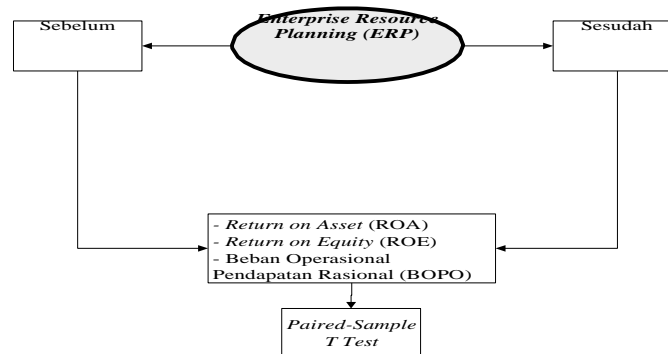 Enterprise Resource
Planning (ERP)
Sebelum
Sesudah
- Return on Asset (ROA)
- Return on Equity (ROE)
- Beban Operasional
Pendapatan Rasional (BOPO)
Paired-Sample
T Test